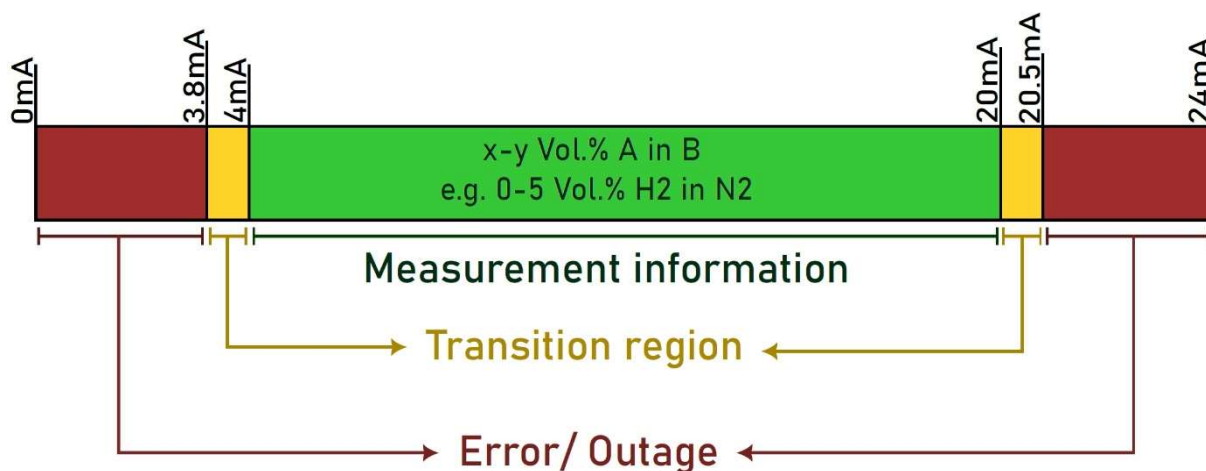 0mA
3.8mA
4mA
20mA
20.5mA
24mA
x-y Vol.% A in B
e.g. 0-5 Vol.% H2 in N2
Measurement information
Transition region
Error/ Outage